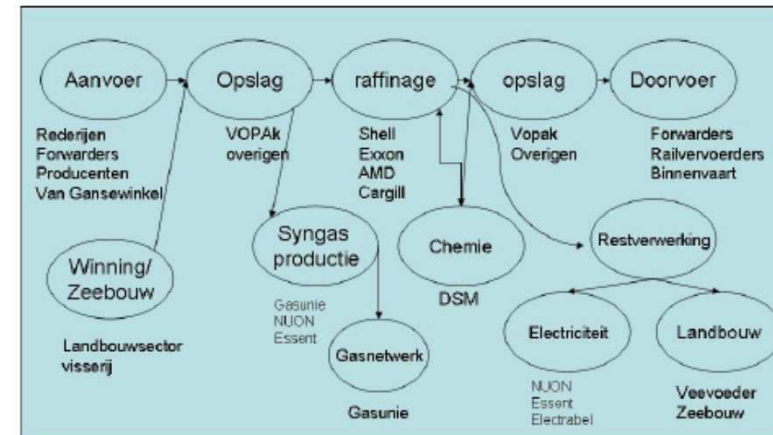 Aanvoer
Opslag
raffinage
opslag
Doorvoer
Rederijen
Forwarders
Producenten
Van Gansewinkel
VOPAk
overigen
Shell
Exxon
AMD
Cargill
Vopak
Overigen
Forwarders
Railvervoerders
Binnenvaart
Winning/
Zeebouw
Syngas
productie
Chemie
Restverwerking
Landbouwsector
visserij
Gasunie
NUON
Essent
DSM
Gasnetwerk
Gasunie
Electriciteit
Landbouw
NUON
Essent
Electrabel
Veevoeder
Zeebouw